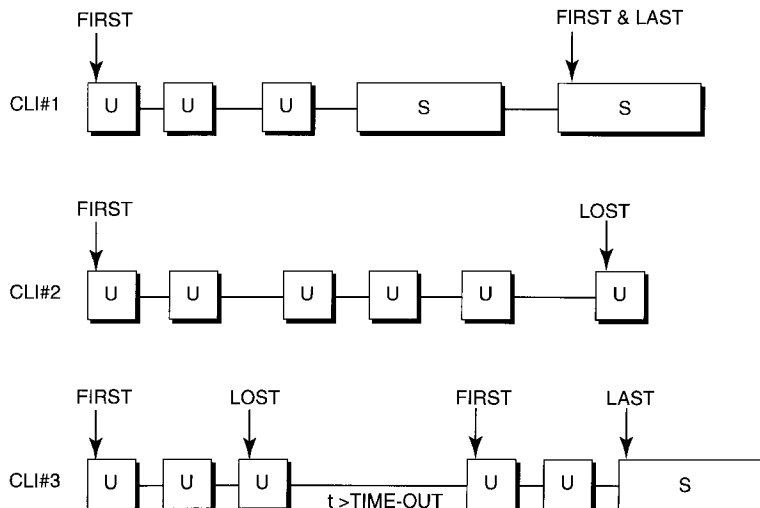 FIRST FIRST & LAST
CLI#1 U U U S S
FIRST LOST
CLI#2 U U U U U U
FIRST LOST FIRST LAST
CLI#3 U U U U U S
t >TIME-OUT